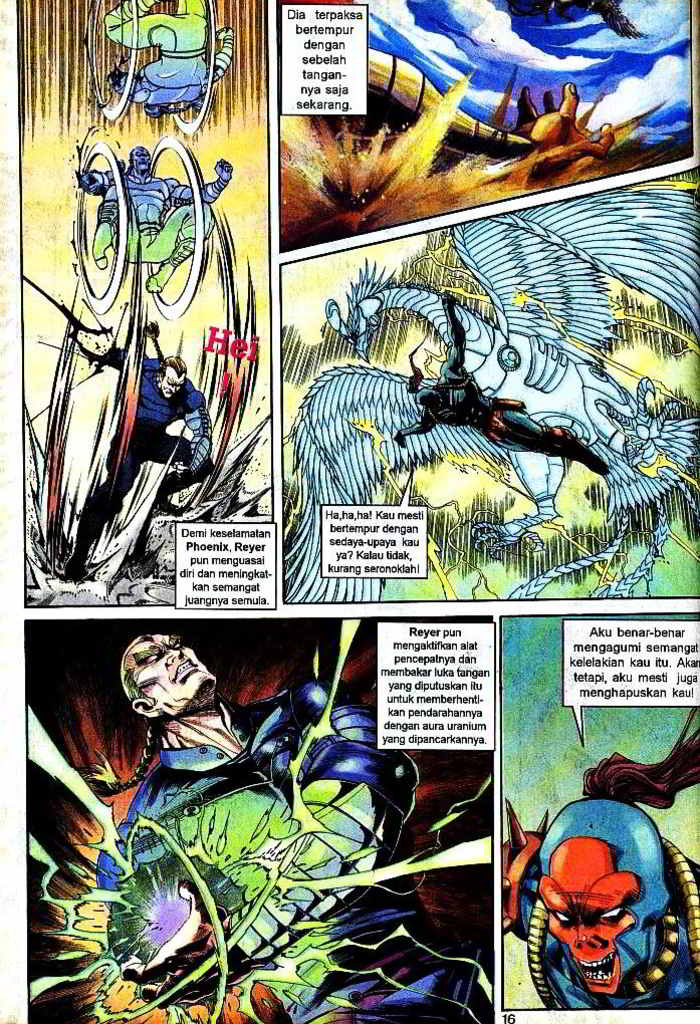 Dia terpaksa
bertempur
dengan
sebelah
tangan-
nya saja
sekarang.
Hei
!
Demi keselamatan
Phoenix, Reyer
pun menguasai
diri dan meningkat-
kan semangat
juangnya semula.
Ha,ha,ha! Kau mesti
bertempur dengan
sedaya-upaya kau
ya? Kalau tidak,
kurang seronoklah!
Reyer pun
mengaktifkan alat
pencepatnya dan
membakar luka tangan
yang diputuskan itu
untuk memberhenti-
kan pendarahannya
dengan aura uranium
yang dipancarkannya.
Aku benar-benar
mengagumi semangat
kelelakian kau itu. Akan
tetapi, aku mesti juga
menghapuskan kau!
16